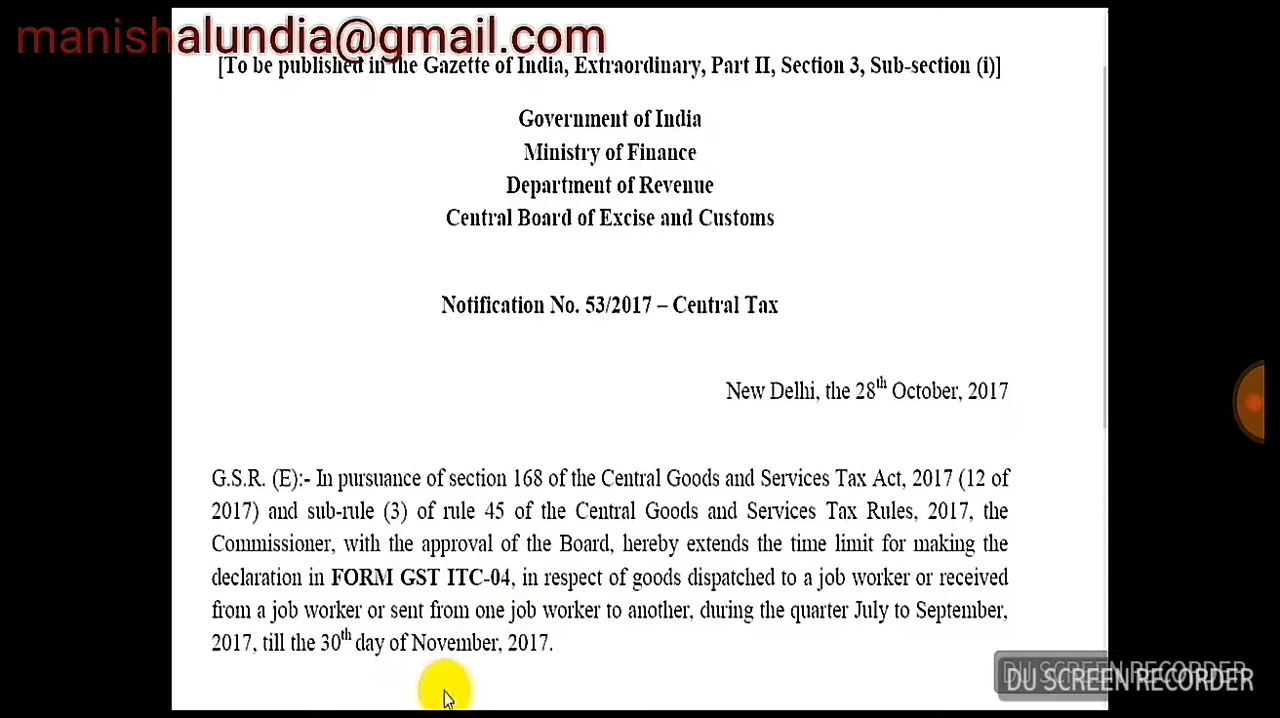 manishalundia@gmail.com
[To be published in the Gazette of India, Extraordinary, Part II, Section 3, Sub-section (i)]
Government of India
Ministry of Finance
Department of Revenue
Central Board of Excise and Customs
Notification No. 53/2017 – Central Tax
New Delhi, the 28th October, 2017
G.S.R. (E):- In pursuance of section 168 of the Central Goods and Services Tax Act, 2017 (12 of
2017) and sub-rule (3) of rule 45 of the Central Goods and Services Tax Rules, 2017, the
Commissioner, with the approval of the Board, hereby extends the time limit for making the
declaration in FORM GST ITC-04, in respect of goods dispatched to a job worker or received
from a job worker or sent from one job worker to another, during the quarter July to September,
2017, till the 30th day of November, 2017.
DU SCREEN RECORDER
DU SCREEN RECORDER